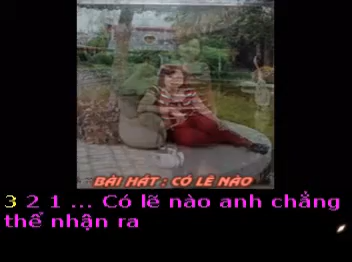 BÀI HÁT : CÓ LẼ NÀO
3 2 1 ... Có lẽ nào anh chẳng
thể nhận ra